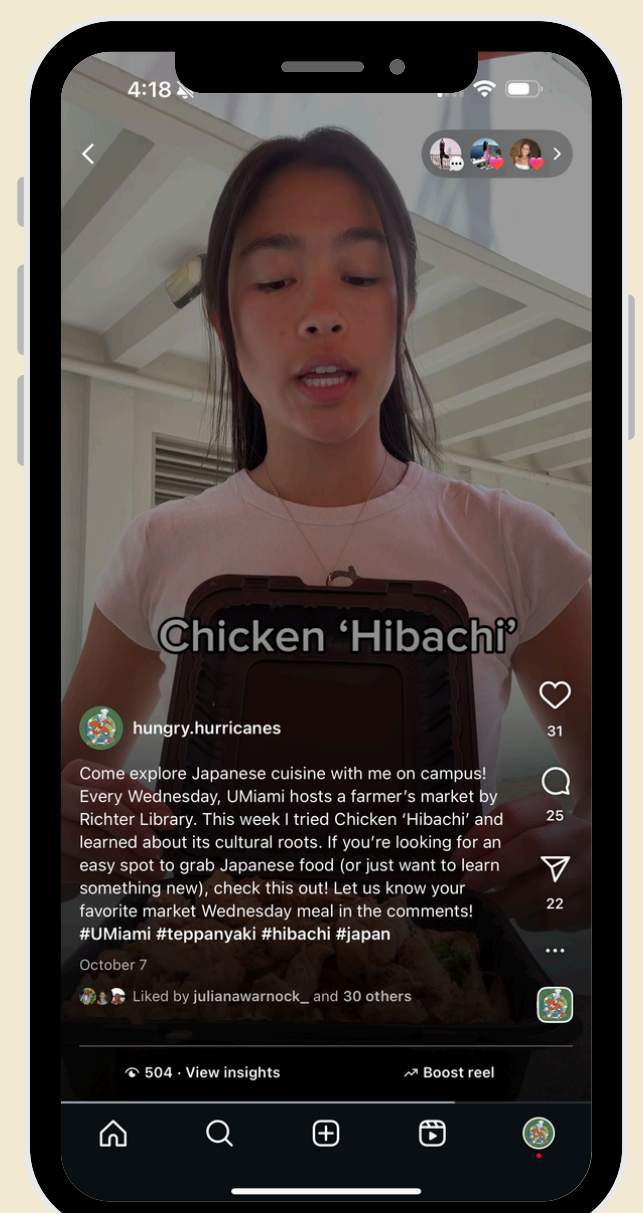 4:18
Chicken ‘Hibachi’
31
hungry.hurricanes
Come explore Japanese cuisine with me on campus!
Every Wednesday, UMiami hosts a farmer’s market by
Richter Library. This week I tried Chicken ‘Hibachi’ and
learned about its cultural roots. If you’re looking for an
easy spot to grab Japanese food (or just want to learn
something new), check this out! Let us know your
favorite market Wednesday meal in the comments!
#UMiami #teppanyaki #hibachi #japan
25
22
October 7
Liked by julianawarnock_ and 30 others
504 · View insights
Boost reel